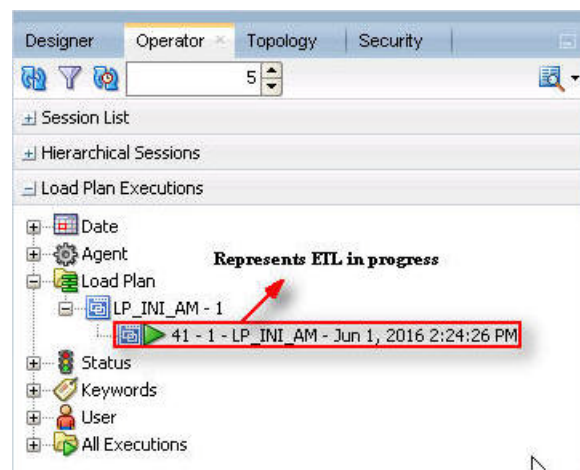 Designer Operator Topology Security
5
Session List
Hierarchical Sessions
Load Plan Executions
Date
Agent
Represents ETL in progress
Load Plan
LP_INI_AM - 1
41 - 1 - LP_INI_AM - Jun 1, 2016 2:24:26 PM
Status
Keywords
User
All Executions